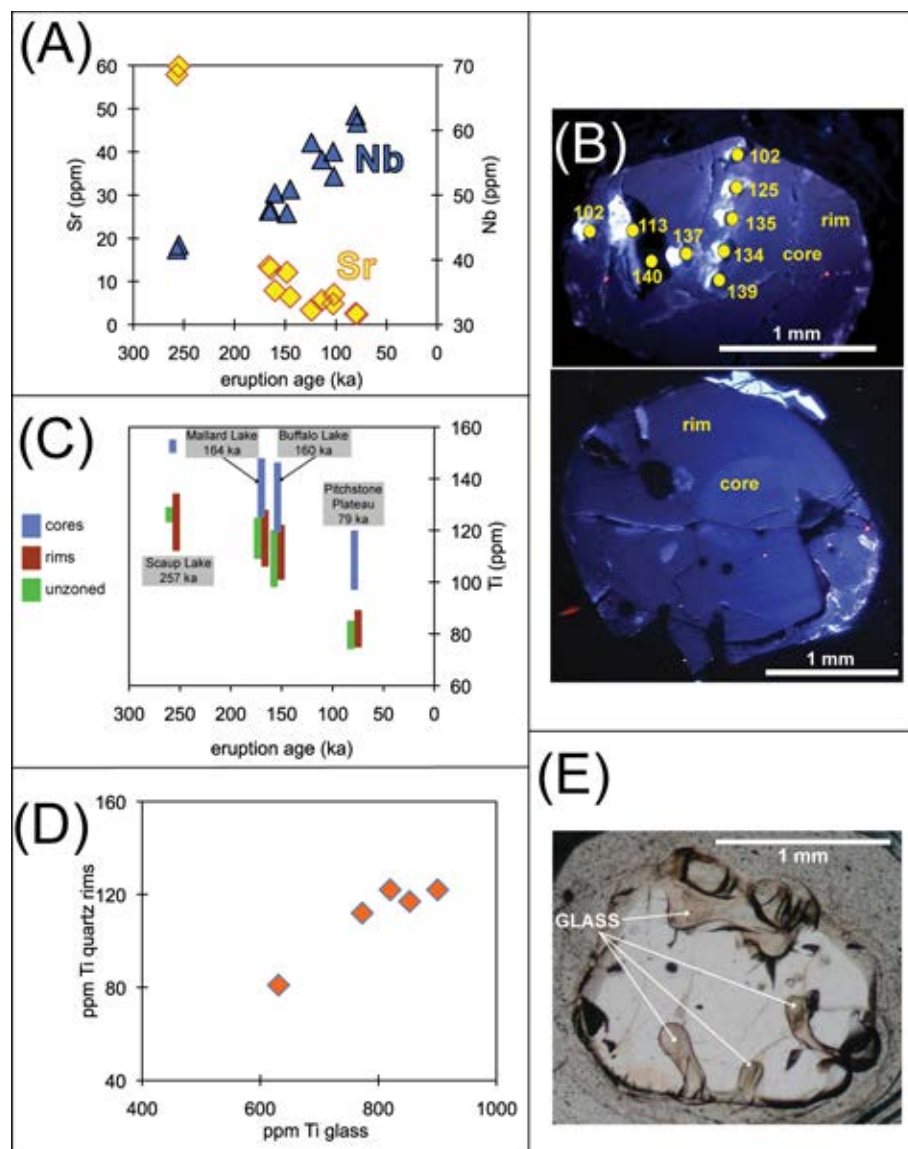 (A)
60
50
40
30
20
10
0
Sr (ppm)
70
60
50
40
30
Nb (ppm)
Nb
Sr
300 250 200 150 100 50 0
eruption age (ka)
(B)
102
125
102
113
135
rim
137
134
core
140
139
1 mm
rim
core
1 mm
(C)
cores
rims
unzoned
Mallard Lake
164 ka
Buffalo Lake
160 ka
Pitchstone
Plateau
79 ka
Scaup Lake
257 ka
160
140
120
100
80
60
Ti (ppm)
300 250 200 150 100 50 0
eruption age (ka)
(D)
160
120
80
40
ppm Ti quartz rims
400 600 800 1000
ppm Ti glass
(E)
1 mm
GLASS